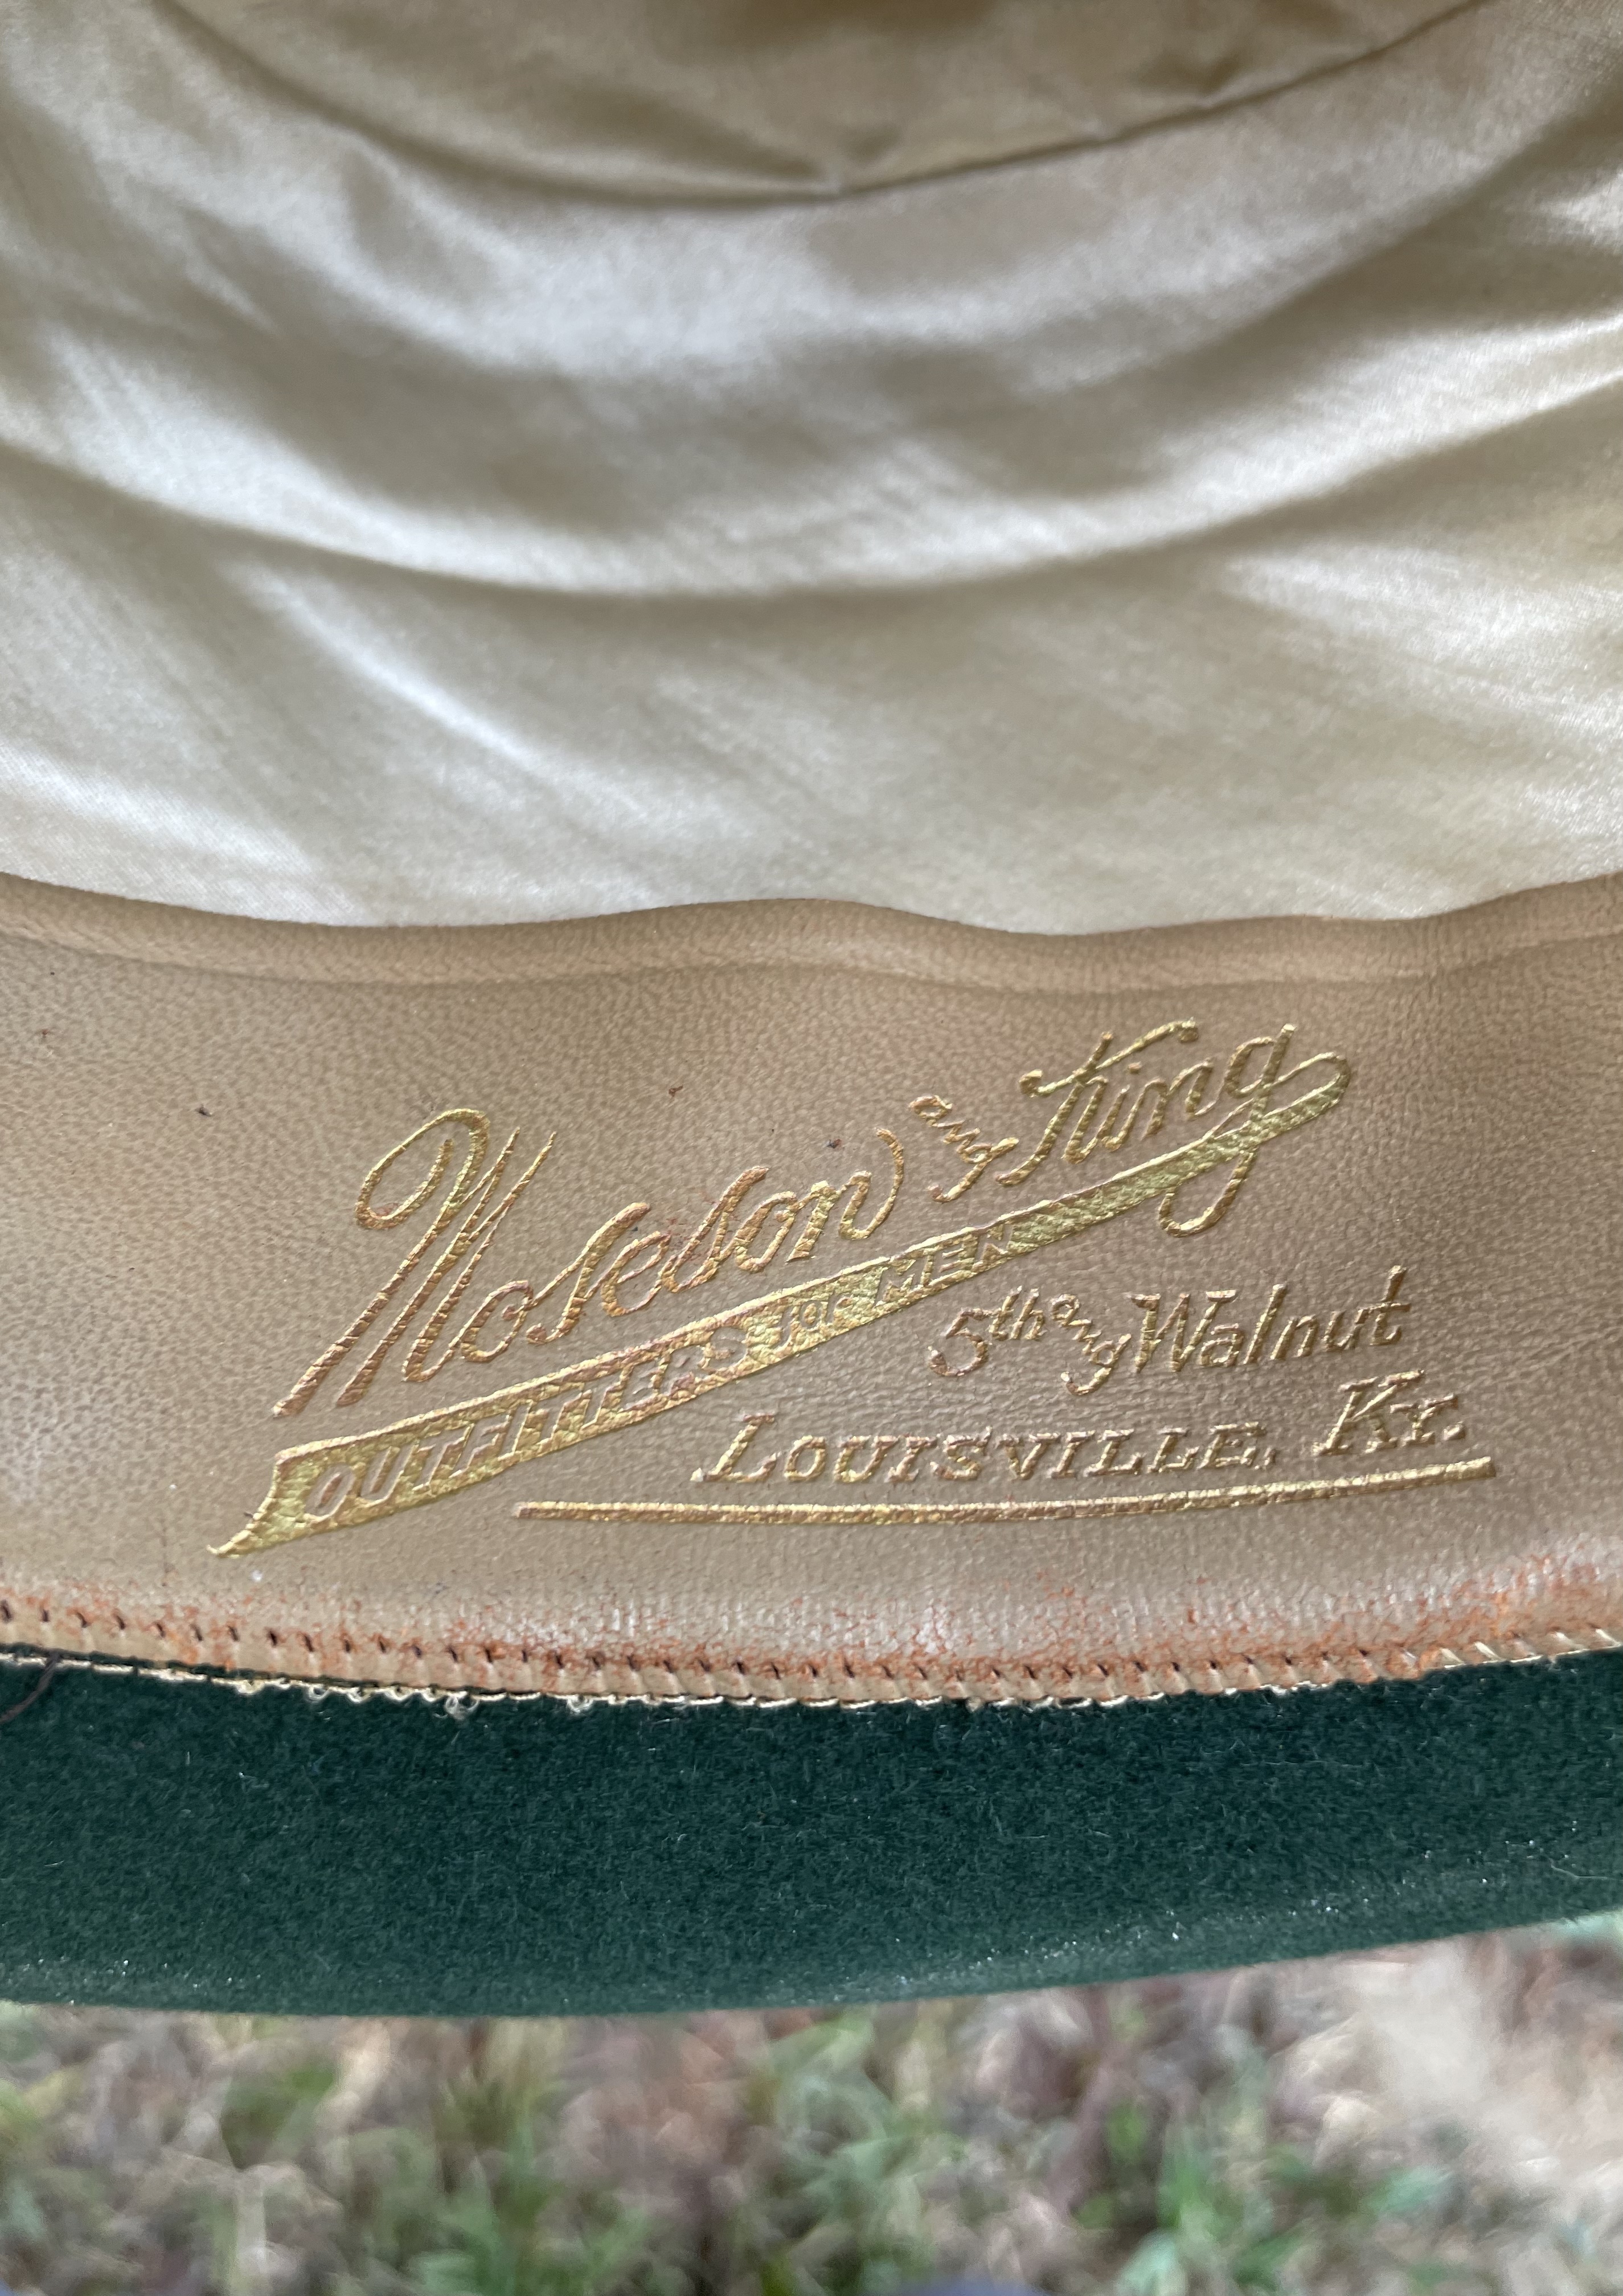 Moseson and King
OUTFITTERS for MEN
5th and Walnut
LOUISVILLE, KY.